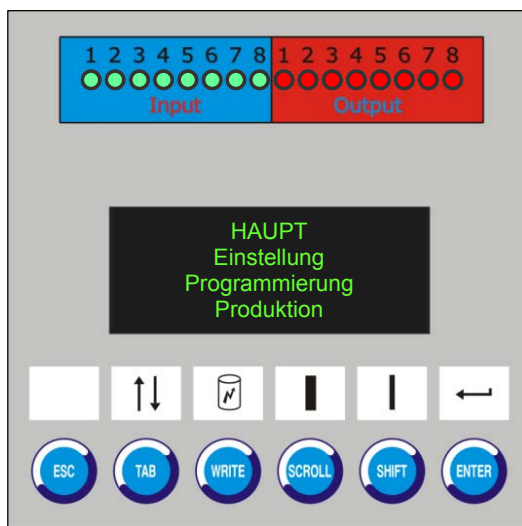 1 2 3 4 5 6 7 8 1 2 3 4 5 6 7 8
Input Output
HAUPT
Einstellung
Programmierung
Produktion
ESC TAB WRITE SCROLL SHIFT ENTER